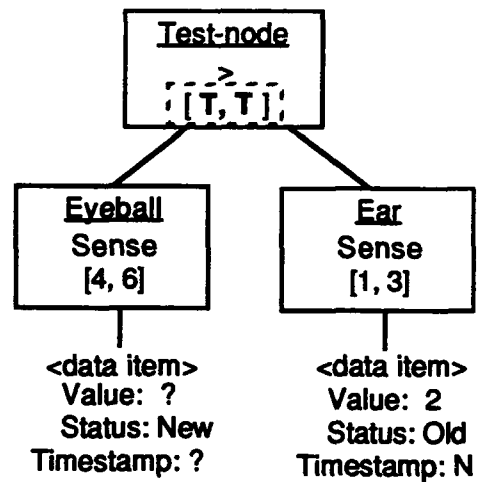 Test-node
>
[ T, T ]
Eyeball
Sense
[4, 6]
Ear
Sense
[1, 3]
<data item>
Value: ?
Status: New
Timestamp: ?
<data item>
Value: 2
Status: Old
Timestamp: N